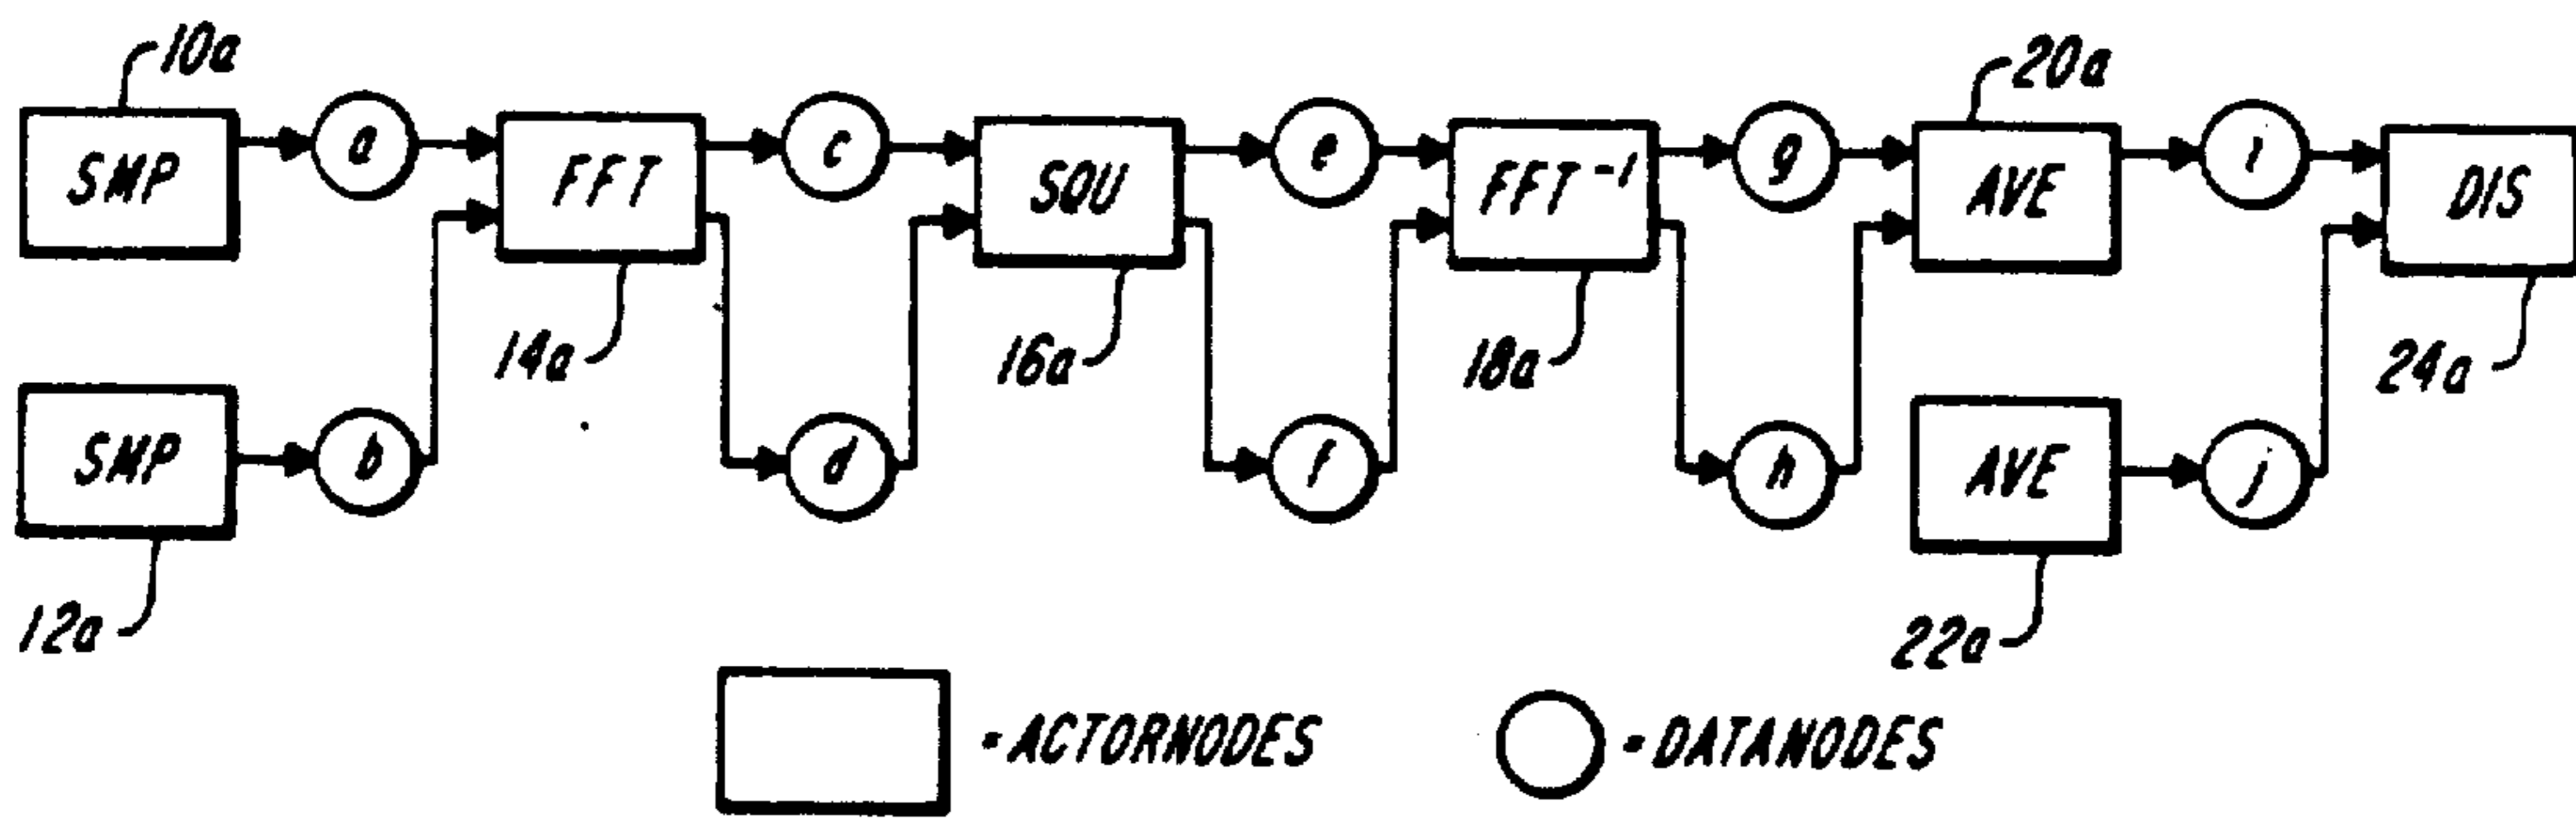 10a
20a
SMP
a
FFT
c
SQU
e
FFT⁻¹
g
AVE
i
DIS
14a
16a
18a
24a
SMP
b
d
f
h
AVE
j
12a
22a
= ACTORNODES
= DATANODES